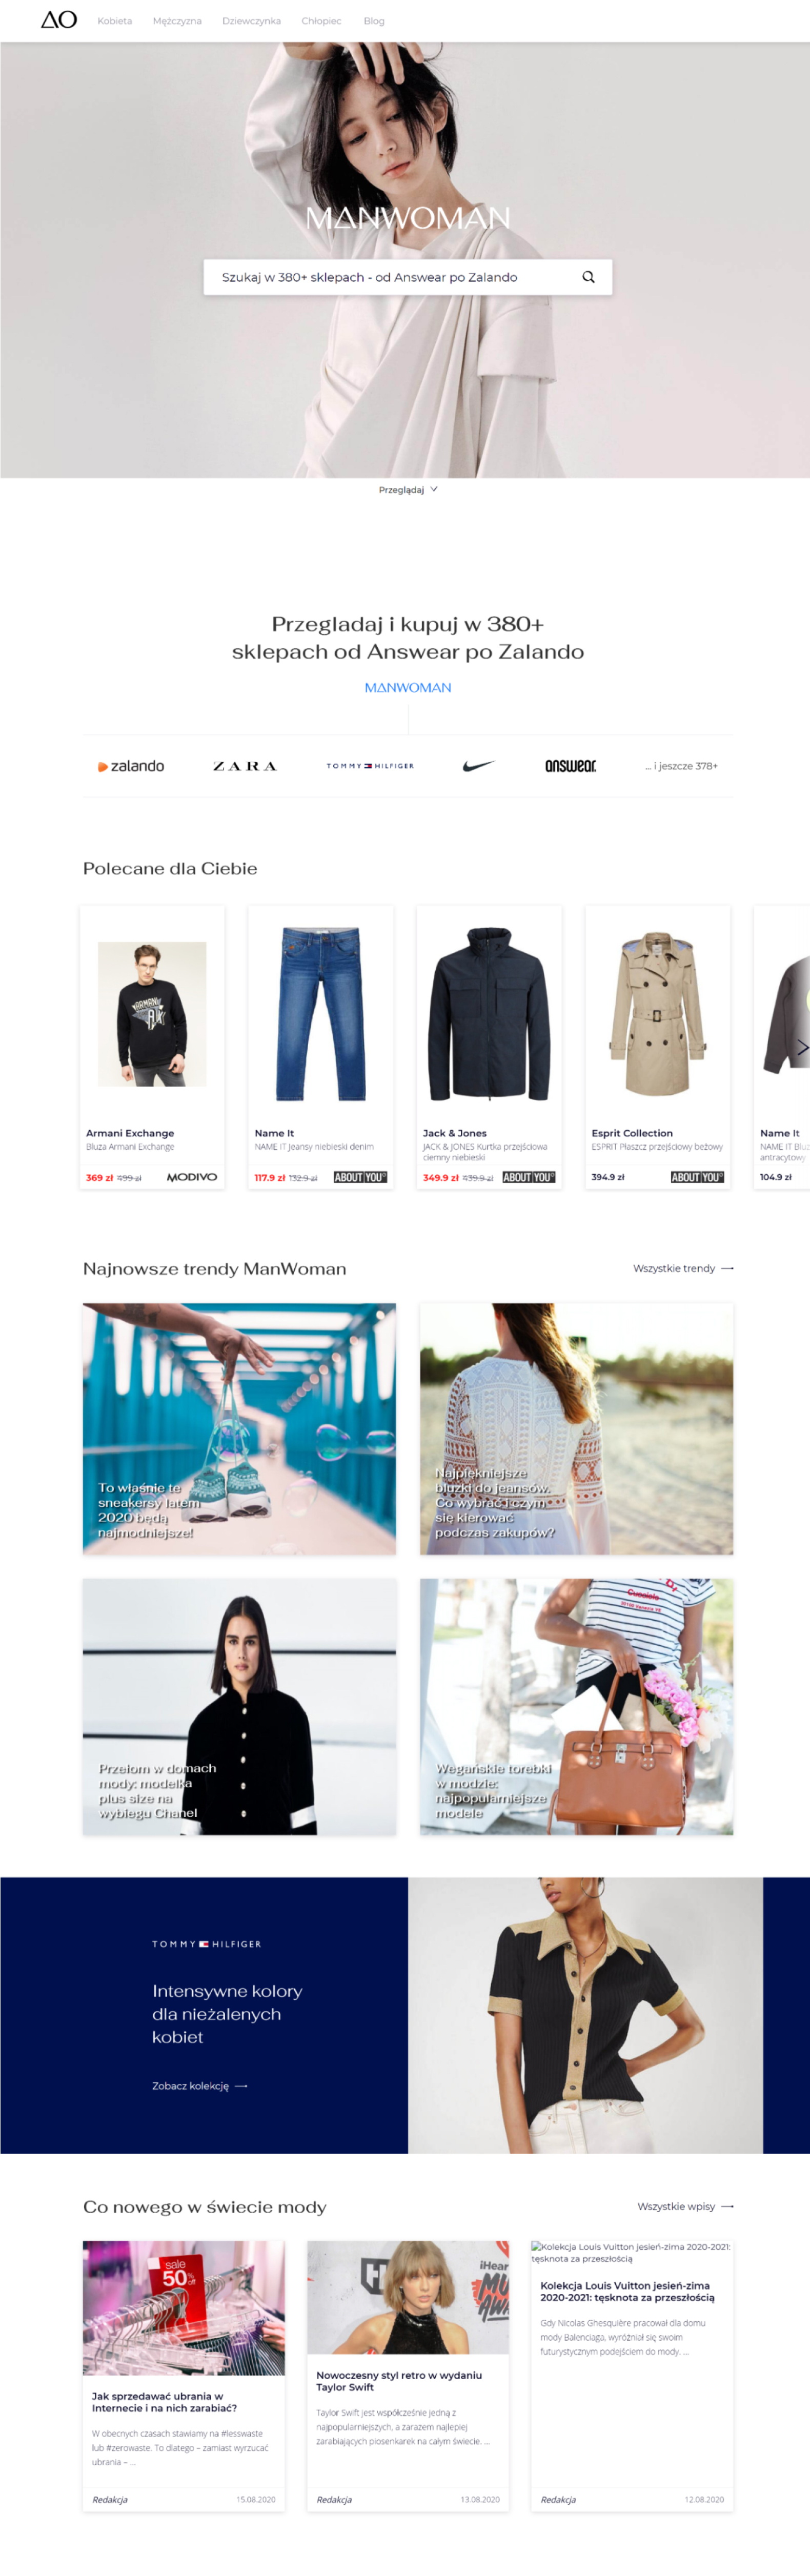 ΔO Kobieta Mężczyzna Dziewczynka Chłopiec Blog
MΔNWOMAN
Szukaj w 380+ sklepach - od Answear po Zalando
Przeglądaj
Przegladaj i kupuj w 380+
sklepach od Answear po Zalando
MΔNWOMAN
zalando ZARA TOMMY HILFIGER answear. ... i jeszcze 378+
Polecane dla Ciebie
Armani Exchange
Bluza Armani Exchange
369 zł 499 zł MODIVO
Name It
NAME IT Jeansy niebieski denim
117.9 zł 132.9 zł ABOUT YOU
Jack & Jones
JACK & JONES Kurtka przejściowa
ciemny niebieski
349.9 zł 439.9 zł ABOUT YOU
Esprit Collection
ESPRIT Płaszcz przejściowy beżowy
394.9 zł ABOUT YOU
Name It
NAME IT Bluz
antracytowy
104.9 zł
Najnowsze trendy ManWoman
Wszystkie trendy
To właśnie te
sneakersy latem
2020 będą
najmodniejsze!
Najpiękniejsze
bluzki do jeansów.
Co wybrać i czym
się kierować
podczas zakupów?
Przełom w domach
mody: modelka
plus size na
wybiegu Chanel
Wegańskie torebki
w modzie:
najpopularniejsze
modele
TOMMY HILFIGER
Intensywne kolory
dla nieżalenych
kobiet
Zobacz kolekcję
Co nowego w świecie mody
Wszystkie wpisy
sale
50%
Jak sprzedawać ubrania w
Internecie i na nich zarabiać?
W obecnych czasach stawiamy na #lesswaste
lub #zerowaste. To dlatego – zamiast wyrzucać
ubrania – ...
Redakcja 15.08.2020
iHear
Nowoczesny styl retro w wydaniu
Taylor Swift
Taylor Swift jest współcześnie jedną z
najpopularniejszych, a zarazem najlepiej
zarabiających piosenkarek na całym świecie. ...
Redakcja 13.08.2020
Kolekcja Louis Vuitton jesień-zima 2020-2021:
tęsknota za przeszłością
Kolekcja Louis Vuitton jesień-zima
2020-2021: tęsknota za przeszłością
Gdy Nicolas Ghesquière pracował dla domu
mody Balenciaga, wyróżniał się swoim
futurystycznym podejściem do mody. ...
Redakcja 12.08.2020